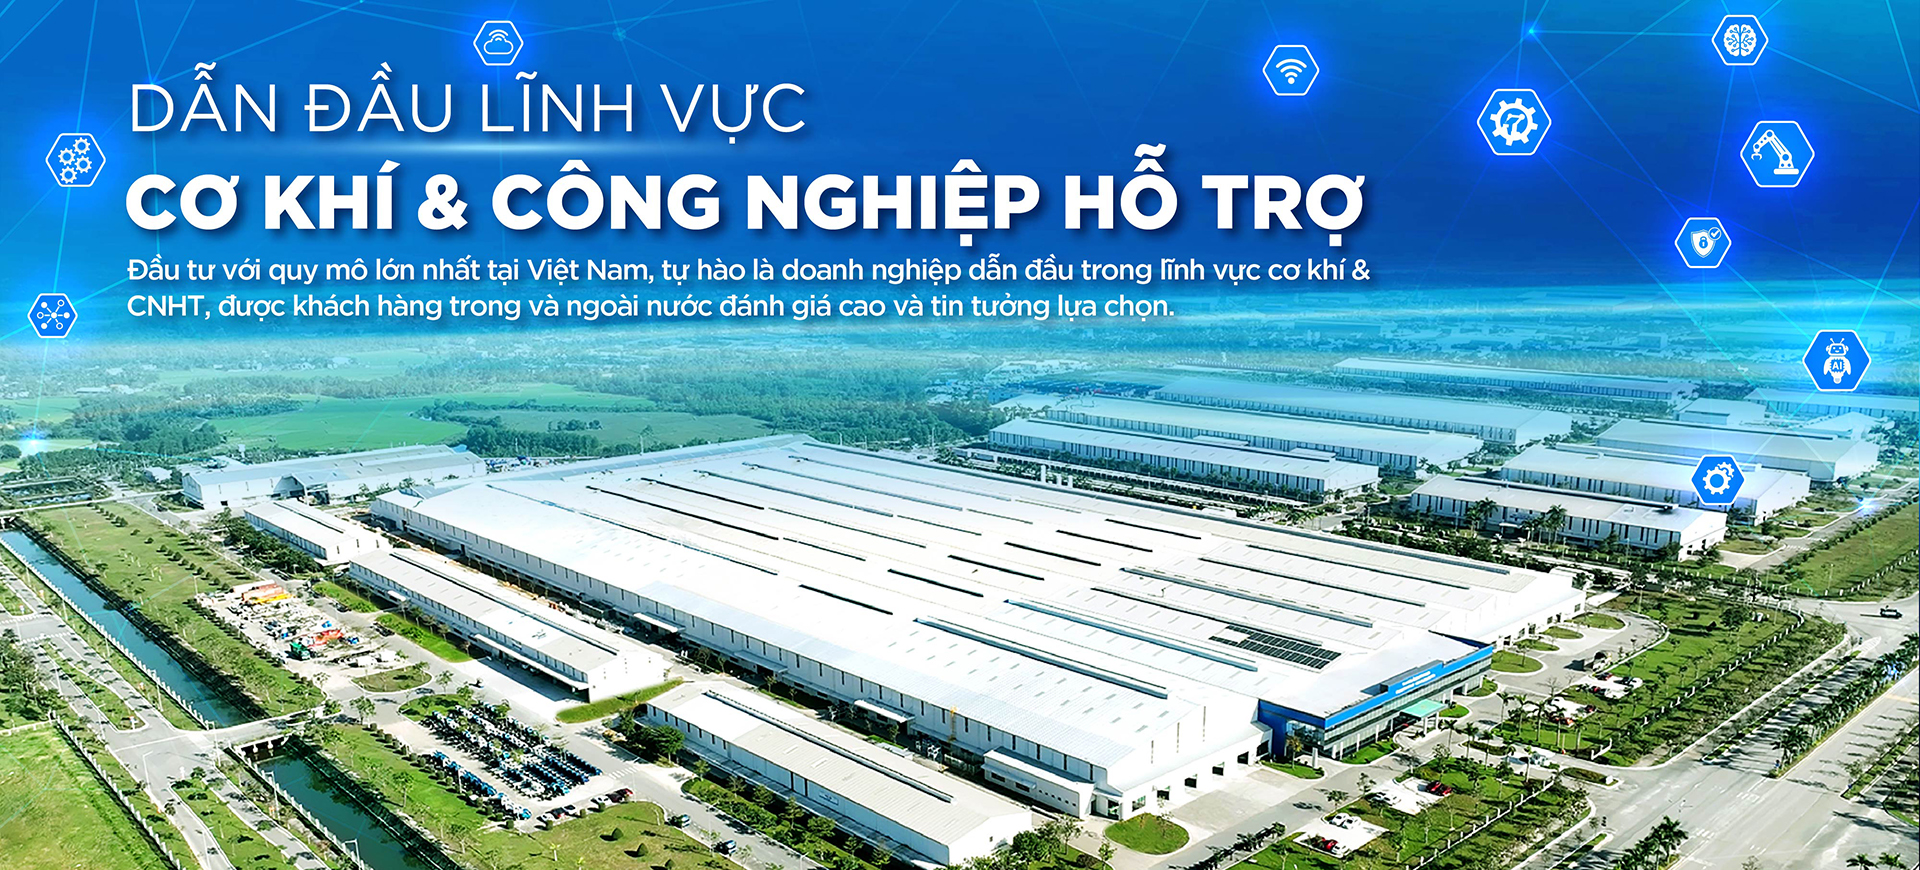 DẪN ĐẦU LĨNH VỰC
CƠ KHÍ & CÔNG NGHIỆP HỖ TRỢ
Đầu tư với quy mô lớn nhất tại Việt Nam, tự hào là doanh nghiệp dẫn đầu trong lĩnh vực cơ khí &
CNHT, được khách hàng trong và ngoài nước đánh giá cao và tin tưởng lựa chọn.
AI